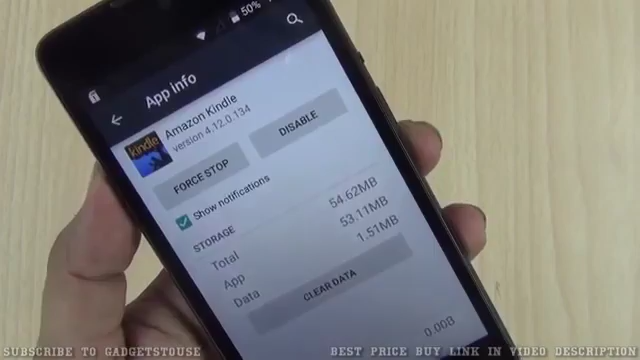 50%
App info
kindle
Amazon Kindle
version 4.12.0.134
FORCE STOP
DISABLE
Show notifications
STORAGE
Total
54.62MB
App
53.11MB
Data
1.51MB
CLEAR DATA
0.00B
SUBSCRIBE TO GADGETSTOUSE
BEST PRICE BUY LINK IN VIDEO DESCRIPTION